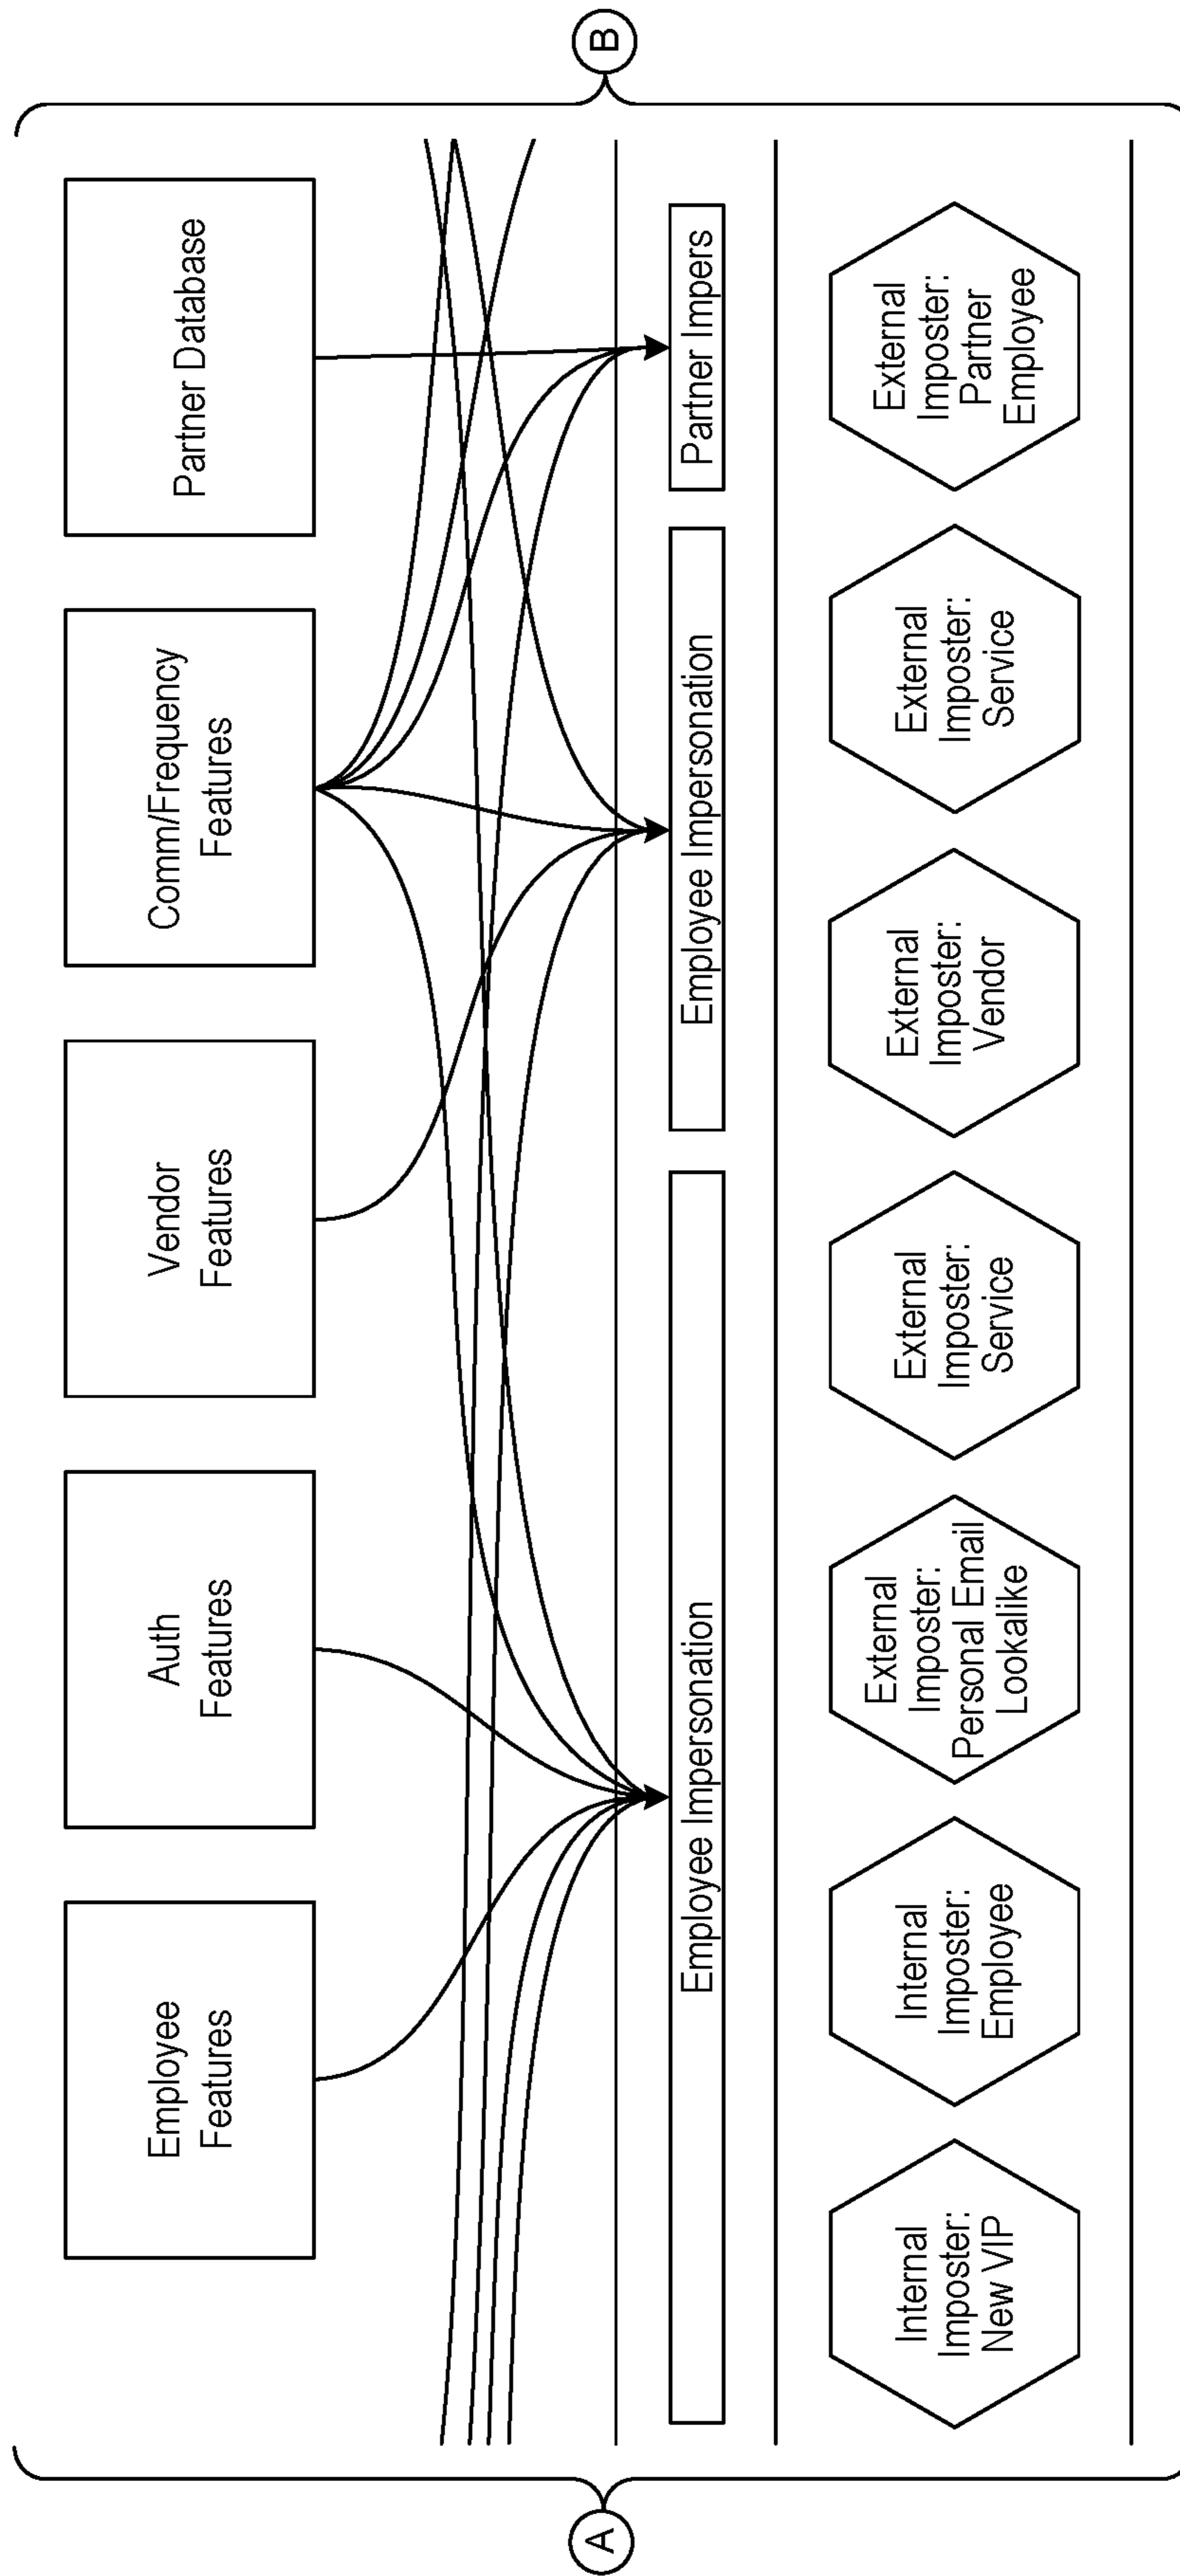 A
Employee
Features
Auth
Features
Vendor
Features
Comm/Frequency
Features
Partner Database
B
Employee Impersonation
Employee Impersonation
Partner Impers
Internal
Imposter:
New VIP
Internal
Imposter:
Employee
External
Imposter:
Personal Email
Lookalike
External
Imposter:
Service
External
Imposter:
Vendor
External
Imposter:
Service
External
Imposter:
Partner
Employee